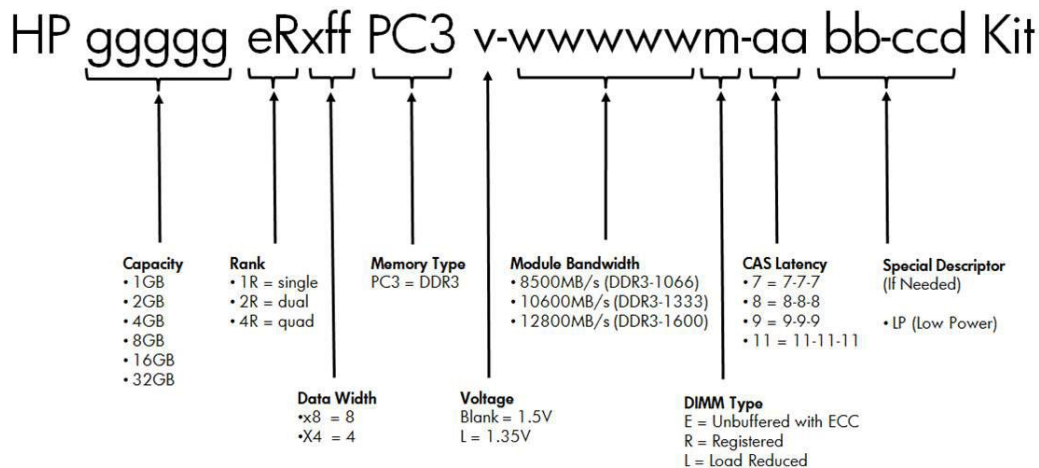 HP ggggg eRxff PC3 v-wwwwwm-aa bb-ccd Kit
Capacity
• 1GB
• 2GB
• 4GB
• 8GB
• 16GB
• 32GB
Rank
• 1R = single
• 2R = dual
• 4R = quad
Memory Type
PC3 = DDR3
Module Bandwidth
• 8500MB/s (DDR3-1066)
• 10600MB/s (DDR3-1333)
• 12800MB/s (DDR3-1600)
CAS Latency
• 7 = 7-7-7
• 8 = 8-8-8
• 9 = 9-9-9
• 11 = 11-11-11
Special Descriptor
(If Needed)
• LP (Low Power)
Data Width
•x8 = 8
•X4 = 4
Voltage
Blank = 1.5V
L = 1.35V
DIMM Type
E = Unbuffered with ECC
R = Registered
L = Load Reduced